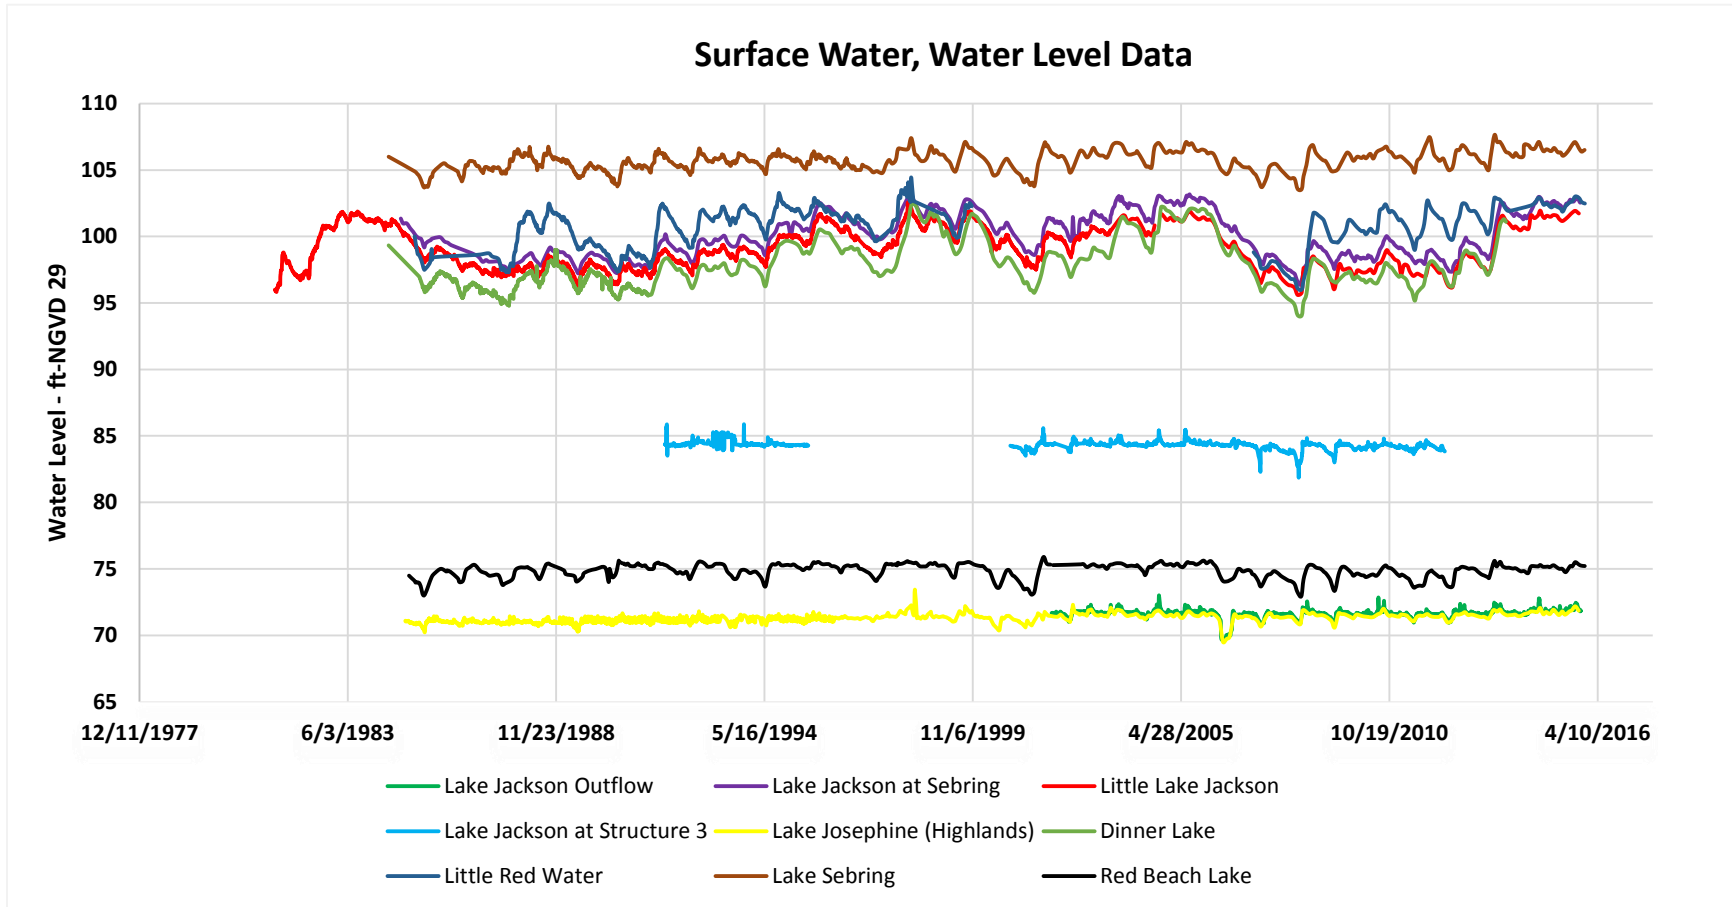 Surface Water, Water Level Data
Water Level - ft-NGVD 29
110
105
100
95
90
85
80
75
70
65
12/11/1977 6/3/1983 11/23/1988 5/16/1994 11/6/1999 4/28/2005 10/19/2010 4/10/2016
Lake Jackson Outflow Lake Jackson at Sebring Little Lake Jackson
Lake Jackson at Structure 3 Lake Josephine (Highlands) Dinner Lake
Little Red Water Lake Sebring Red Beach Lake